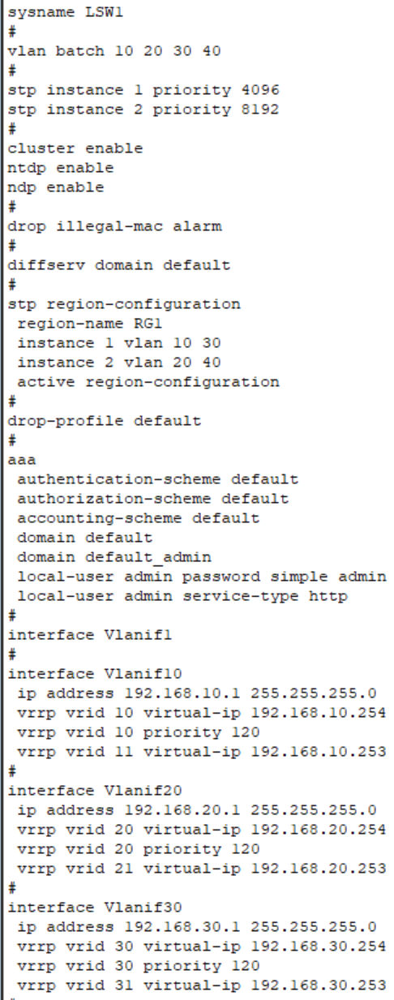 sysname LSW1
#
vlan batch 10 20 30 40
#
stp instance 1 priority 4096
stp instance 2 priority 8192
#
cluster enable
ntdp enable
ndp enable
#
drop illegal-mac alarm
#
diffserv domain default
#
stp region-configuration
 region-name RG1
 instance 1 vlan 10 30
 instance 2 vlan 20 40
 active region-configuration
#
drop-profile default
#
aaa
 authentication-scheme default
 authorization-scheme default
 accounting-scheme default
 domain default
 domain default_admin
 local-user admin password simple admin
 local-user admin service-type http
#
interface Vlanif1
#
interface Vlanif10
 ip address 192.168.10.1 255.255.255.0
 vrrp vrid 10 virtual-ip 192.168.10.254
 vrrp vrid 10 priority 120
 vrrp vrid 11 virtual-ip 192.168.10.253
#
interface Vlanif20
 ip address 192.168.20.1 255.255.255.0
 vrrp vrid 20 virtual-ip 192.168.20.254
 vrrp vrid 20 priority 120
 vrrp vrid 21 virtual-ip 192.168.20.253
#
interface Vlanif30
 ip address 192.168.30.1 255.255.255.0
 vrrp vrid 30 virtual-ip 192.168.30.254
 vrrp vrid 30 priority 120
 vrrp vrid 31 virtual-ip 192.168.30.253
#